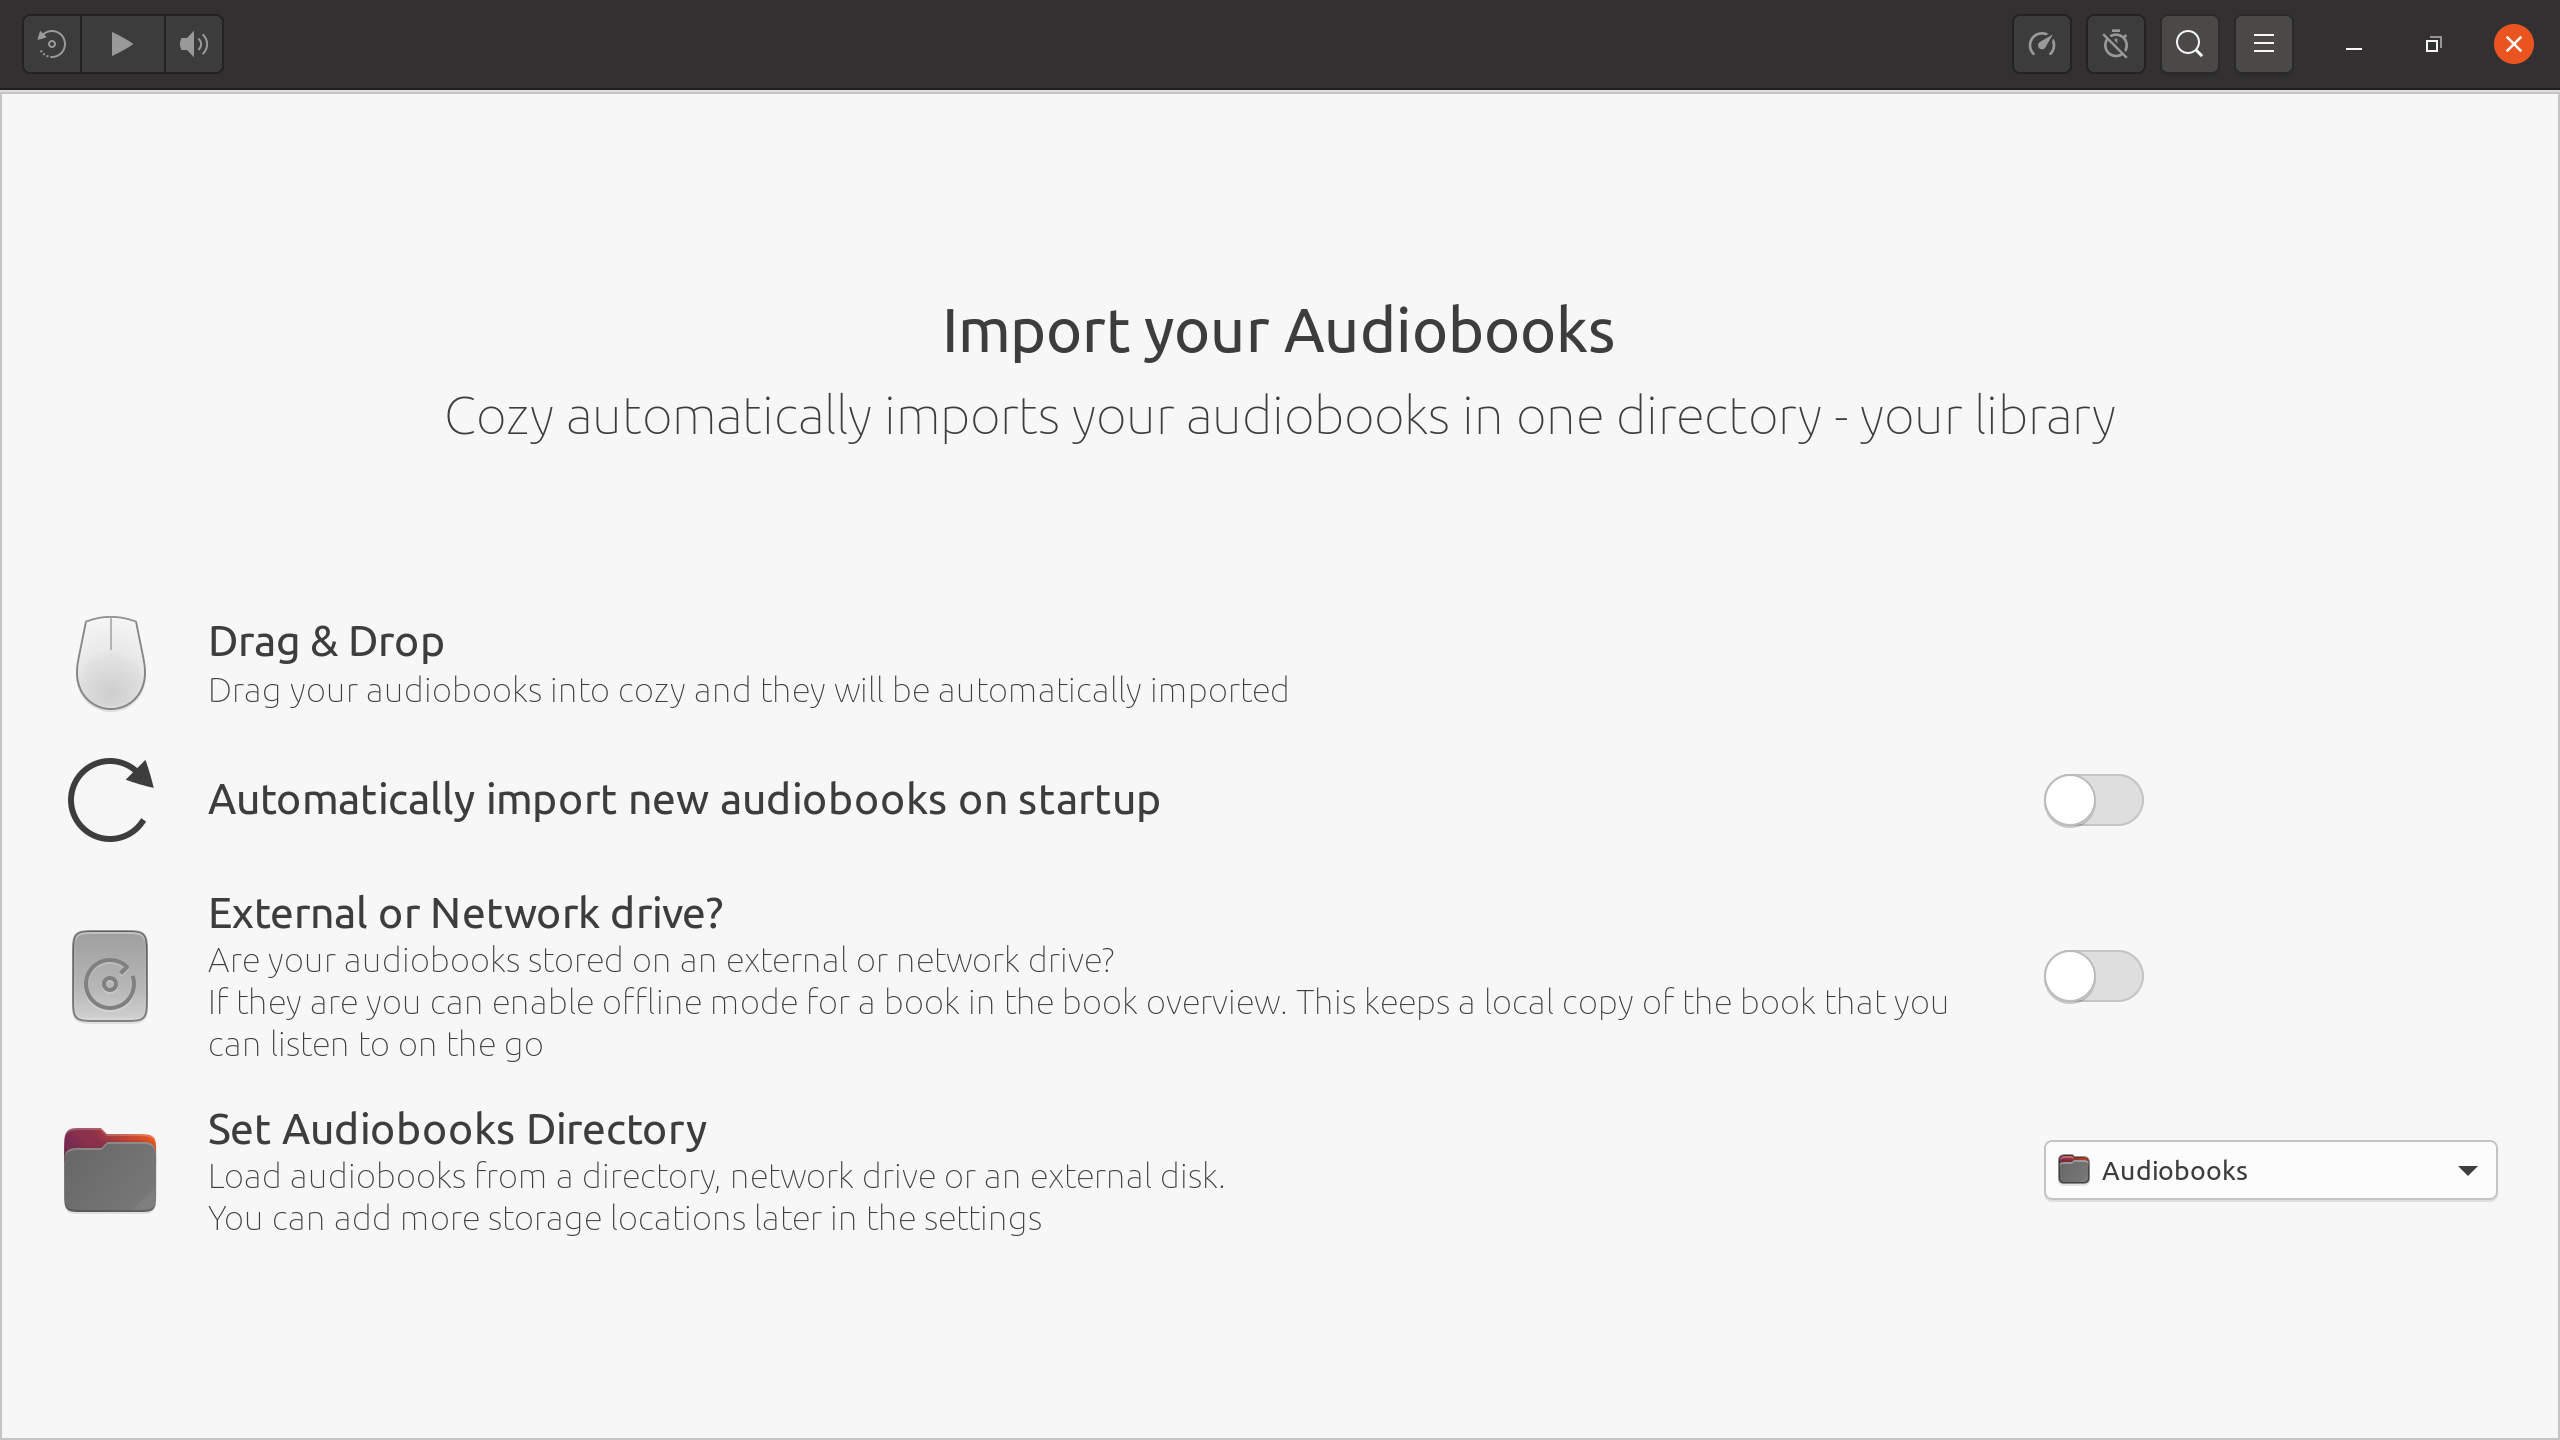 Import your Audiobooks
Cozy automatically imports your audiobooks in one directory - your library
Drag & Drop
Drag your audiobooks into cozy and they will be automatically imported
Automatically import new audiobooks on startup
External or Network drive?
Are your audiobooks stored on an external or network drive?
If they are you can enable offline mode for a book in the book overview. This keeps a local copy of the book that you
can listen to on the go
Set Audiobooks Directory
Load audiobooks from a directory, network drive or an external disk.
You can add more storage locations later in the settings
Audiobooks